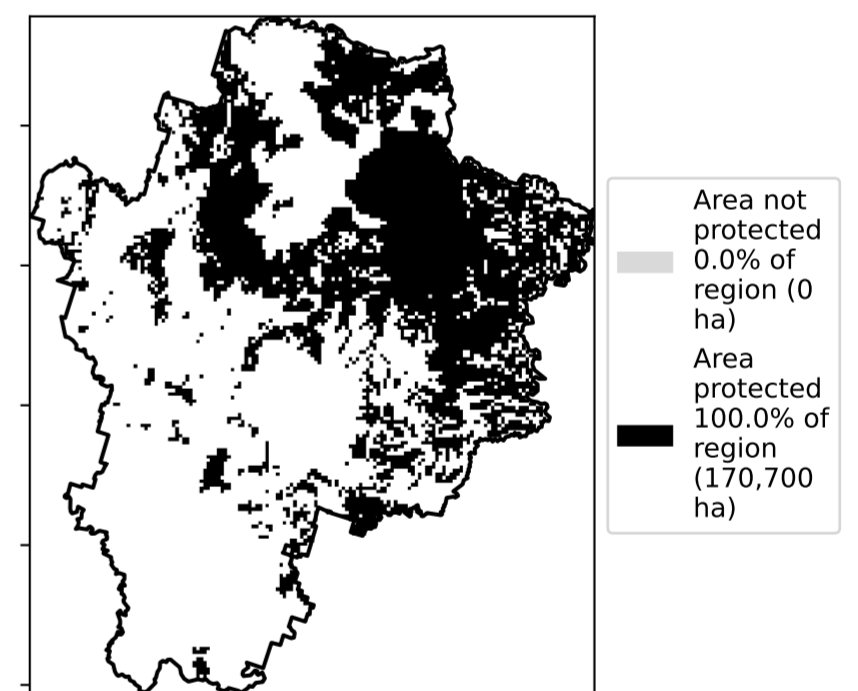 Area not
protected
0.0% of
region (0
ha)
Area
protected
100.0% of
region
(170,700
ha)